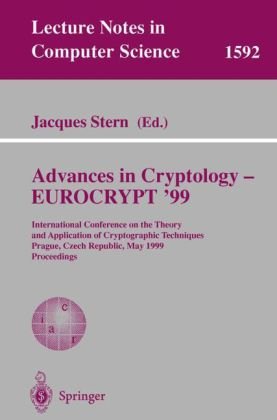 Lecture Notes in
Computer Science 1592
Jacques Stern (Ed.)
Advances in Cryptology –
EUROCRYPT '99
International Conference on the Theory
and Application of Cryptographic Techniques
Prague, Czech Republic, May 1999
Proceedings
i
c
a
r
Springer